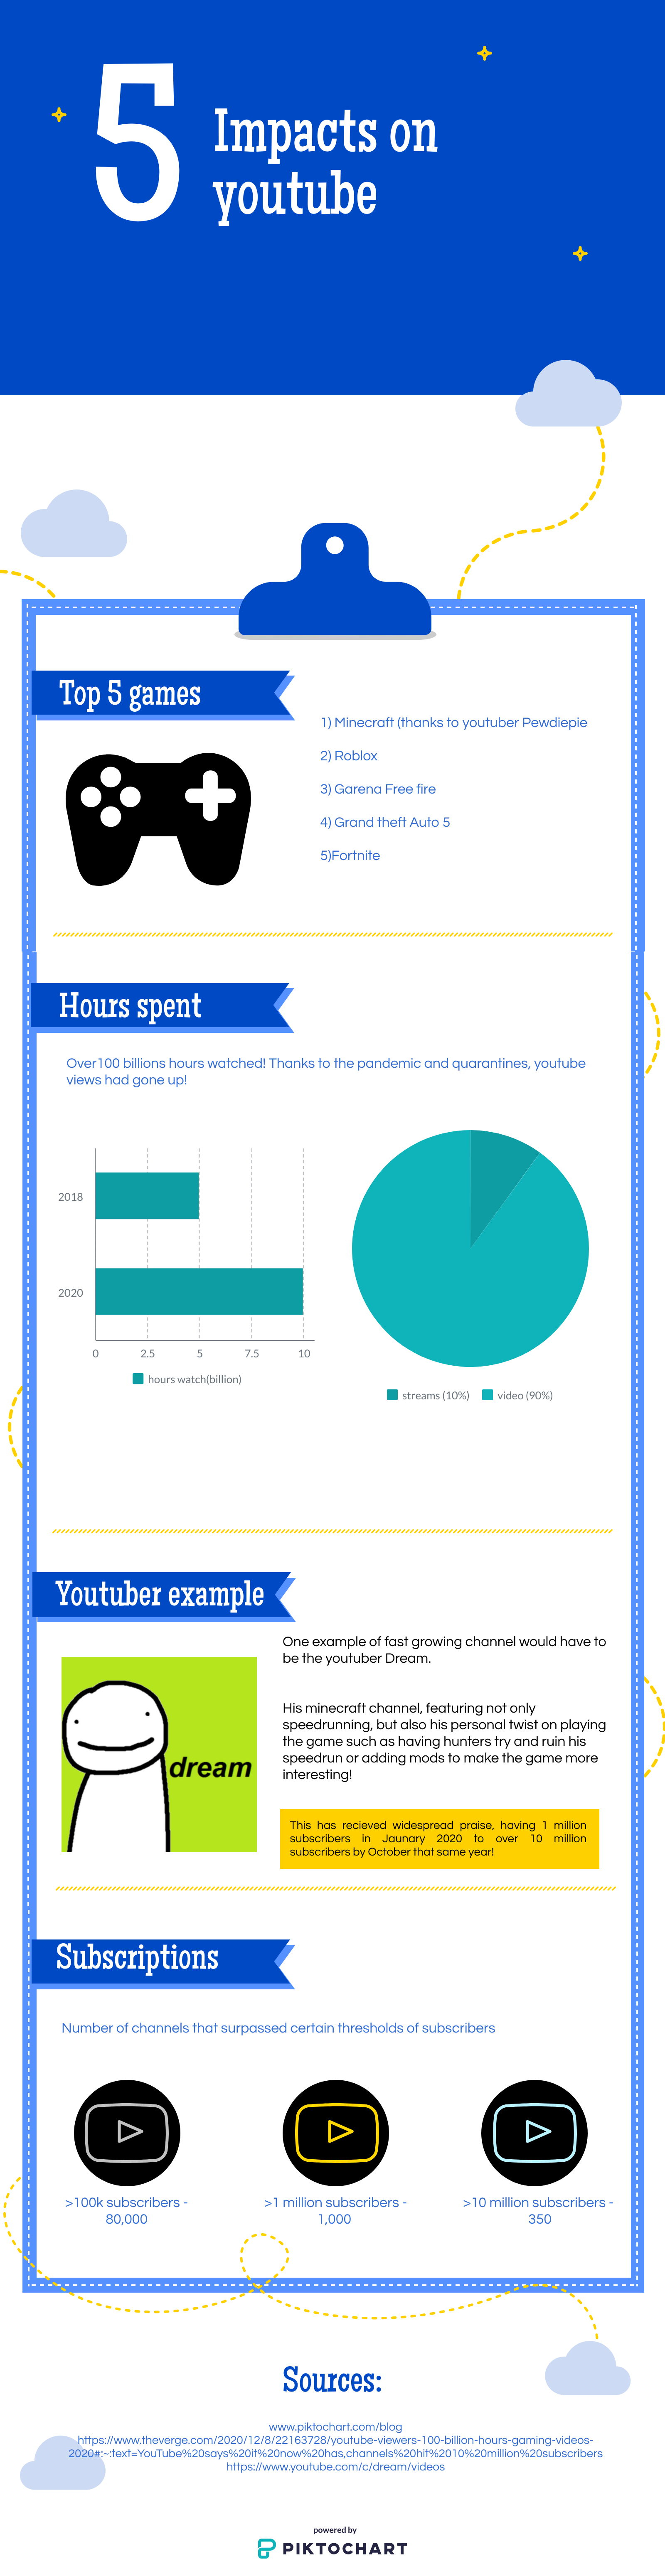 5
Impacts on
youtube
Top 5 games
1) Minecraft (thanks to youtuber Pewdiepie
2) Roblox
3) Garena Free fire
4) Grand theft Auto 5
5)Fortnite
Hours spent
Over100 billions hours watched! Thanks to the pandemic and quarantines, youtube
views had gone up!
2018
2020
0 2.5 5 7.5 10
hours watch(billion)
streams (10%) video (90%)
Youtuber example
One example of fast growing channel would have to
be the youtuber Dream.
His minecraft channel, featuring not only
speedrunning, but also his personal twist on playing
the game such as having hunters try and ruin his
speedrun or adding mods to make the game more
interesting!
dream
This has recieved widespread praise, having 1 million
subscribers in Jaunary 2020 to over 10 million
subscribers by October that same year!
Subscriptions
Number of channels that surpassed certain thresholds of subscribers
>100k subscribers -
80,000
>1 million subscribers -
1,000
>10 million subscribers -
350
Sources:
www.piktochart.com/blog
https://www.theverge.com/2020/12/8/22163728/youtube-viewers-100-billion-hours-gaming-videos-
2020#:~:text=YouTube%20says%20it%20now%20has,channels%20hit%2010%20million%20subscribers
https://www.youtube.com/c/dream/videos
powered by
PIKTOCHART